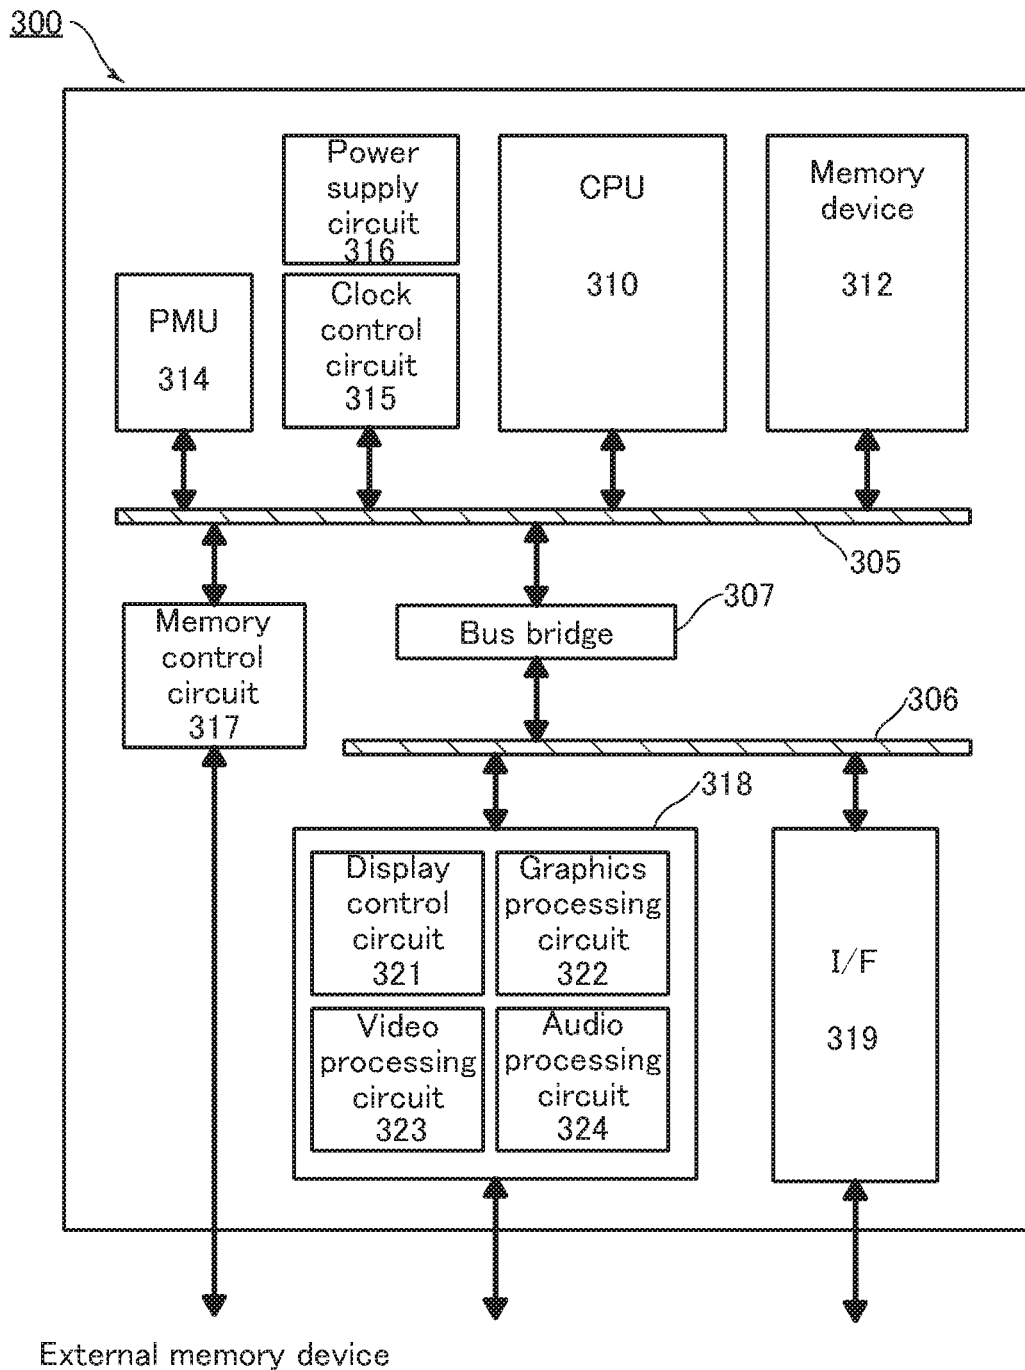 300
Power
supply
circuit
316
CPU
310
Memory
device
312
PMU
314
Clock
control
circuit
315
305
307
Memory
control
circuit
317
Bus bridge
306
318
Display
control
circuit
321
Graphics
processing
circuit
322
I/F
319
Video
processing
circuit
323
Audio
processing
circuit
324
External memory device